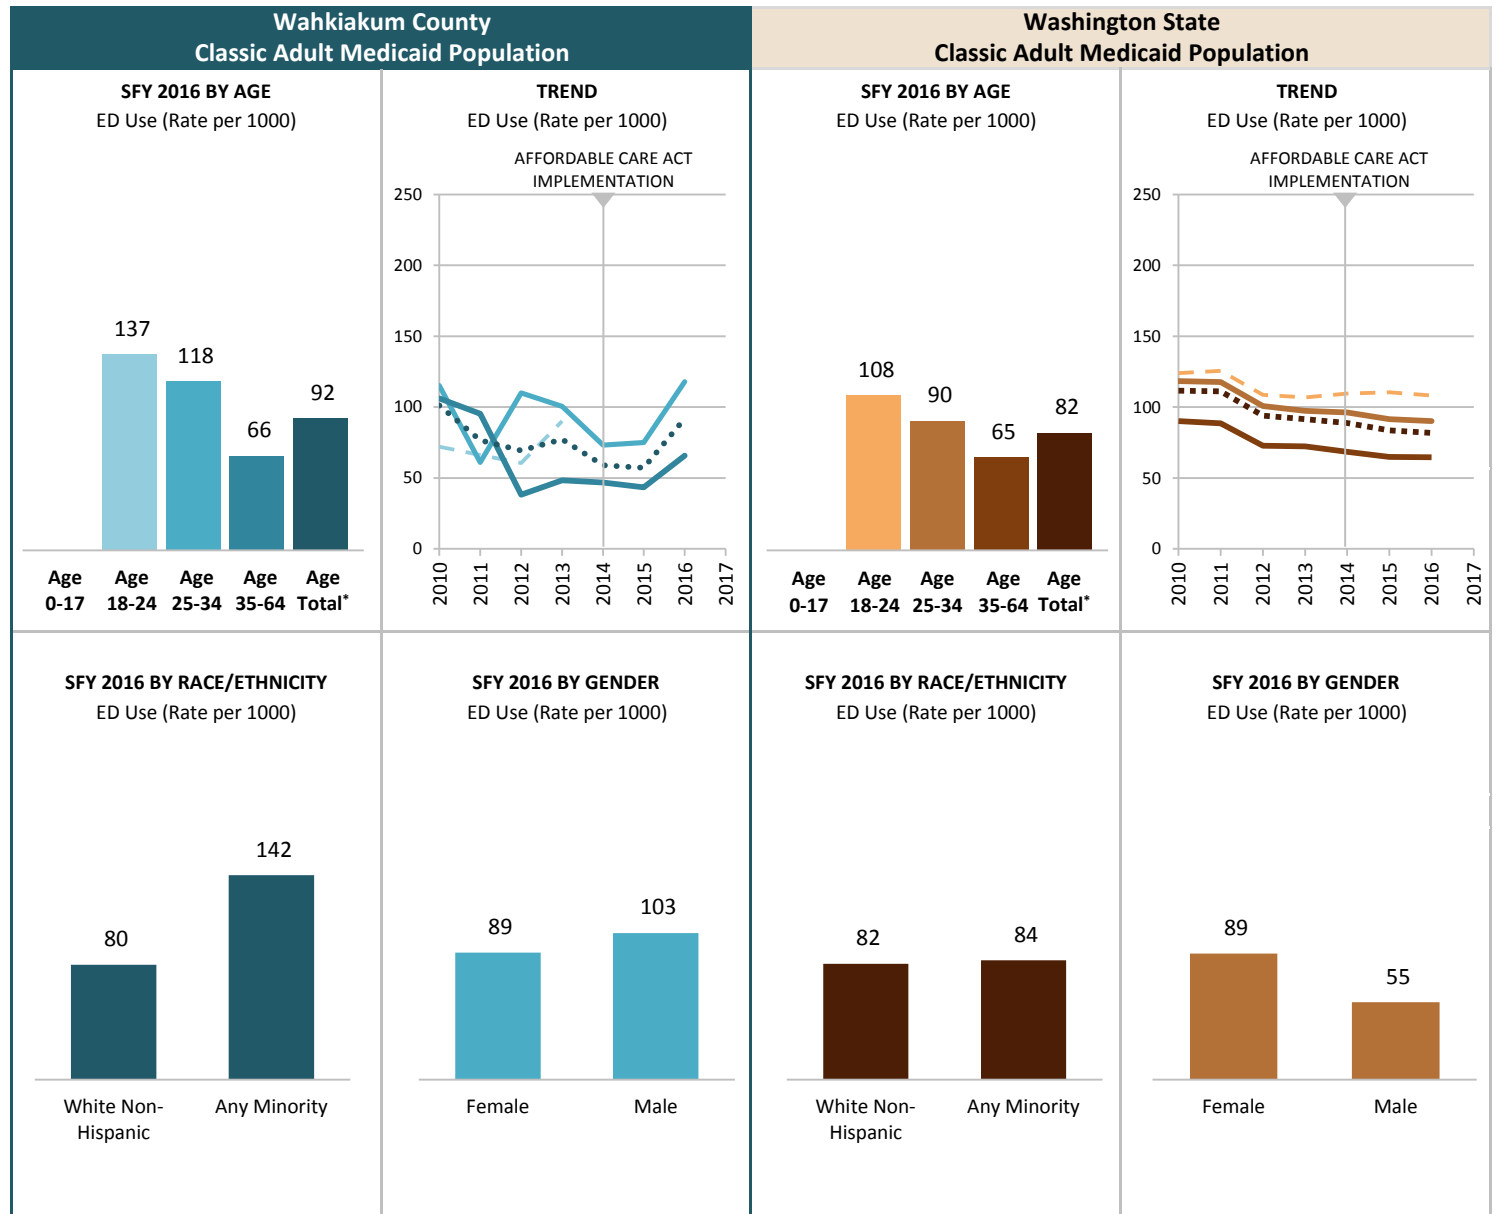 Wahkiakum County
Classic Adult Medicaid Population
Washington State
Classic Adult Medicaid Population
SFY 2016 BY AGE
ED Use (Rate per 1000)
137
118
66
92
Age 0-17
Age 18-24
Age 25-34
Age 35-64
Age Total*
TREND
ED Use (Rate per 1000)
AFFORDABLE CARE ACT
IMPLEMENTATION
250
200
150
100
50
0
2010
2011
2012
2013
2014
2015
2016
2017
SFY 2016 BY AGE
ED Use (Rate per 1000)
108
90
65
82
Age 0-17
Age 18-24
Age 25-34
Age 35-64
Age Total*
TREND
ED Use (Rate per 1000)
AFFORDABLE CARE ACT
IMPLEMENTATION
250
200
150
100
50
0
2010
2011
2012
2013
2014
2015
2016
2017
SFY 2016 BY RACE/ETHNICITY
ED Use (Rate per 1000)
80
142
White Non-
Hispanic
Any Minority
SFY 2016 BY GENDER
ED Use (Rate per 1000)
89
103
Female
Male
SFY 2016 BY RACE/ETHNICITY
ED Use (Rate per 1000)
82
84
White Non-
Hispanic
Any Minority
SFY 2016 BY GENDER
ED Use (Rate per 1000)
89
55
Female
Male